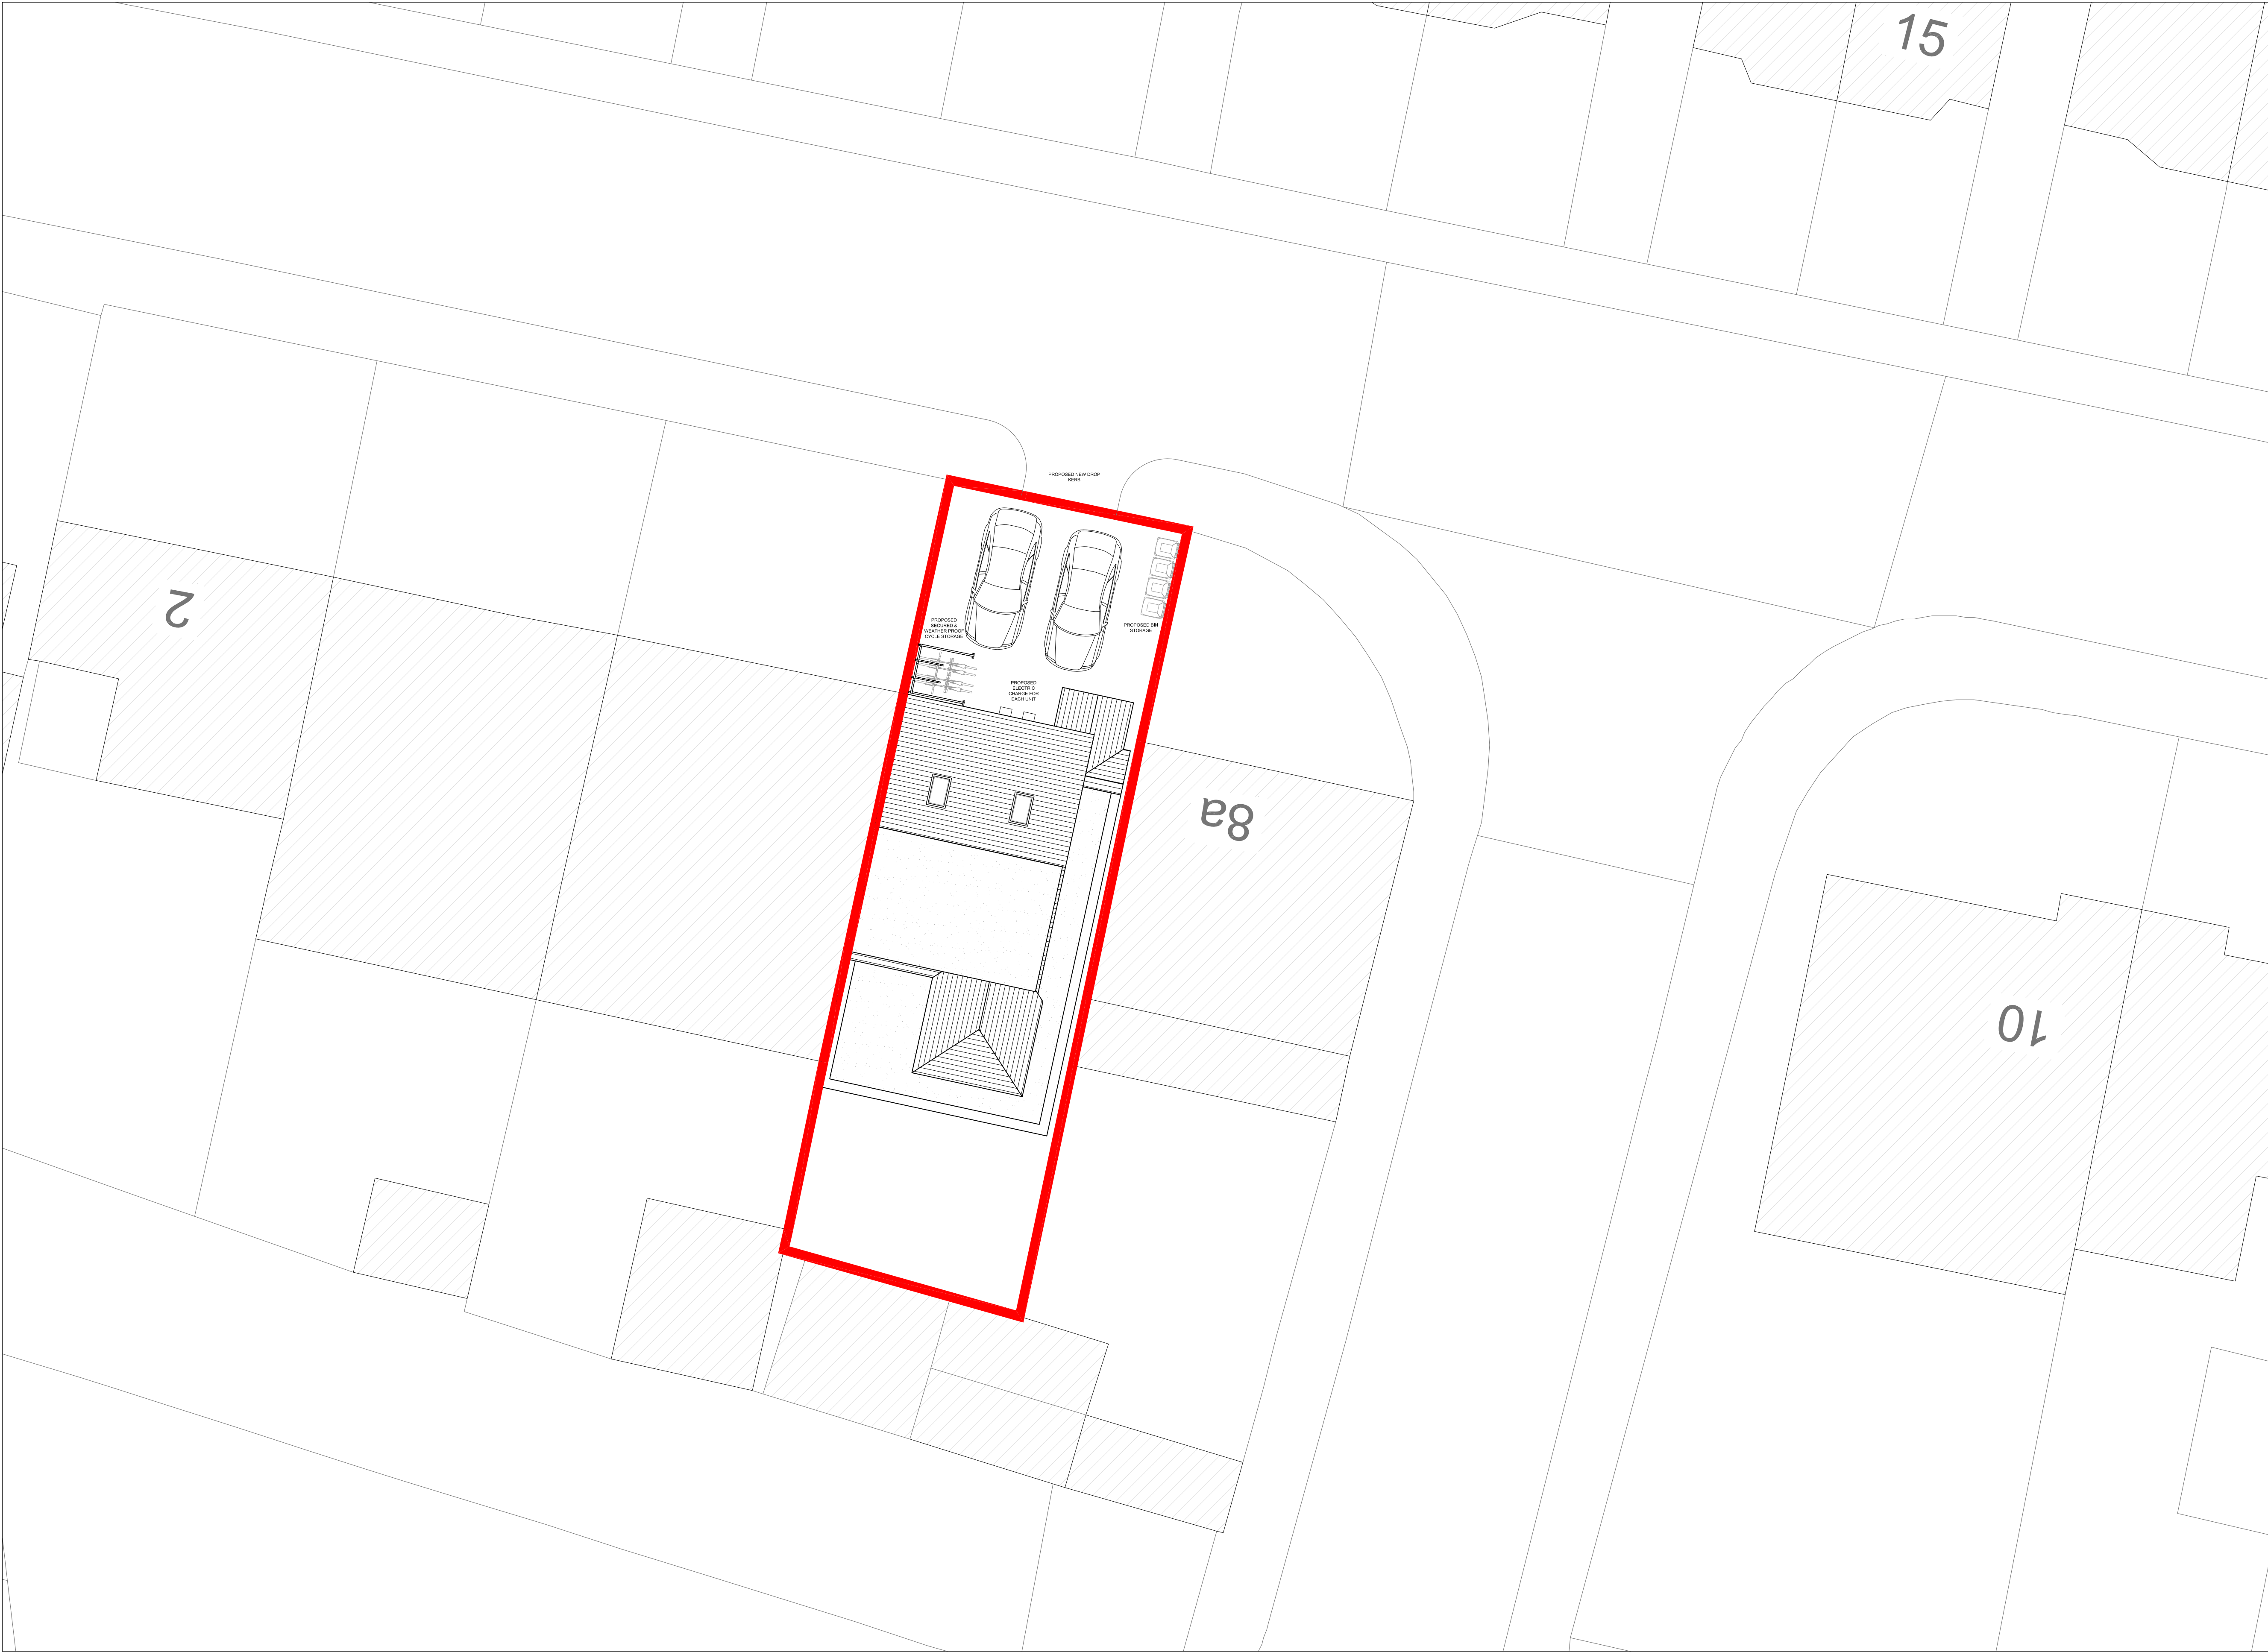 15
PROPOSED NEW DROP
KERB
2
PROPOSED
SECURED &
WEATHER PROOF
CYCLE STORAGE
PROPOSED BIN
STORAGE
PROPOSED
ELECTRIC
CHARGE FOR
EACH UNIT
8a
10